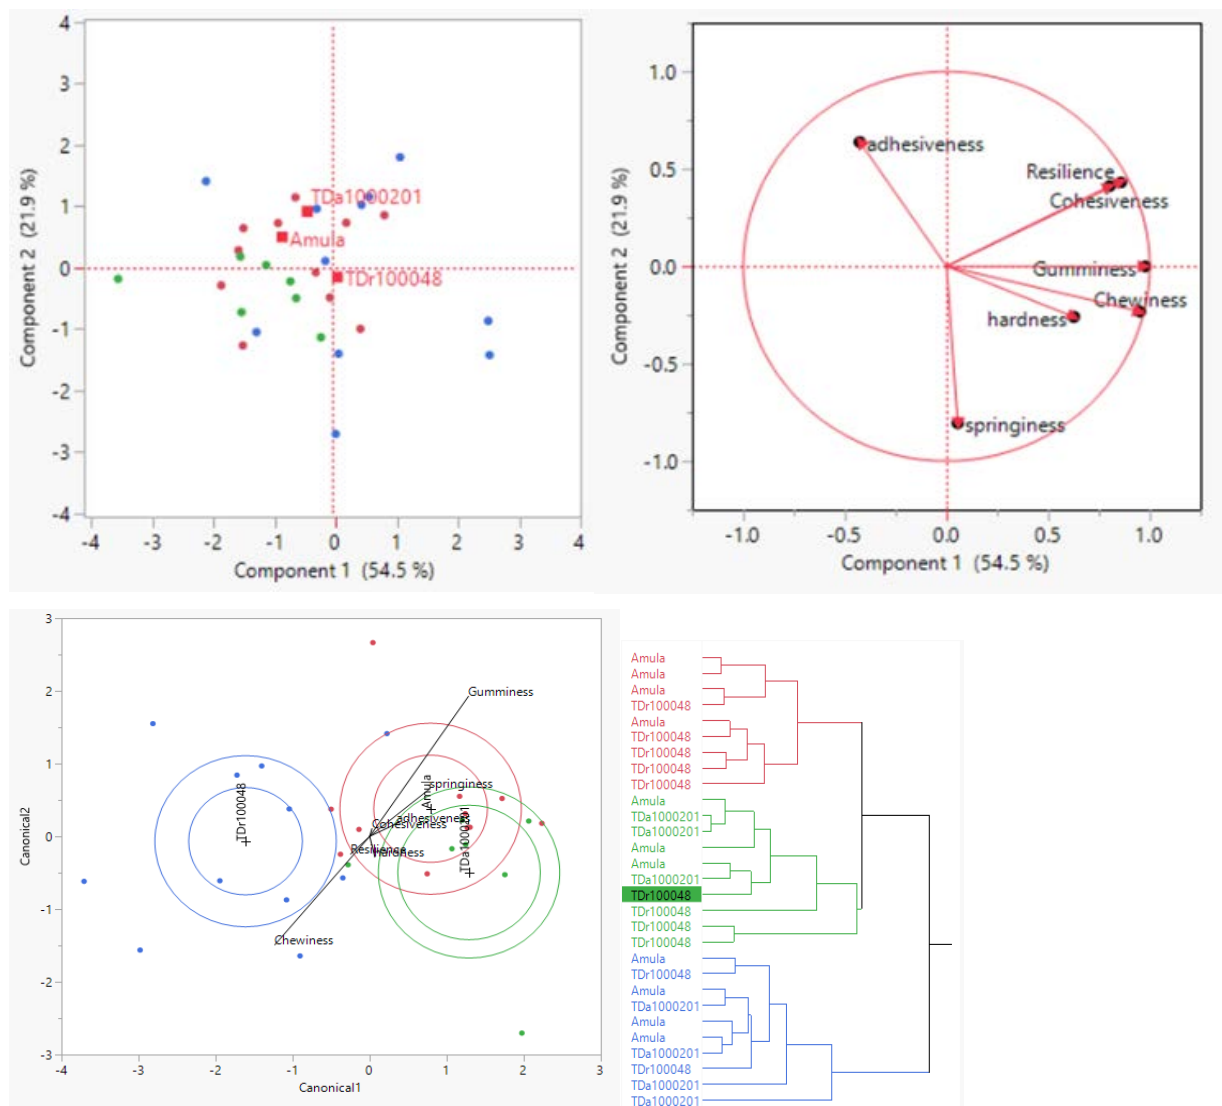 4
3
2
1
0
-1
-2
-3
-4
Component 2 (21.9 %)
TDa1000201
Amula
TDr100048
-4 -3 -2 -1 0 1 2 3 4
Component 1 (54.5 %)
1.0
0.5
0.0
-0.5
-1.0
Component 2 (21.9 %)
adhesiveness
Resilience
Cohesiveness
Gumminess
Chewiness
hardness
springiness
-1.0 -0.5 0.0 0.5 1.0
Component 1 (54.5 %)
3
2
1
0
-1
-2
-3
Canonical2
Gumminess
TDr100048
Amula
springiness
adhesiveness
Cohesiveness
TDa1000201
Resilience
Hardness
Chewiness
-4 -3 -2 -1 0 1 2 3
Canonical1
Amula
Amula
Amula
TDr100048
Amula
TDr100048
TDr100048
TDr100048
TDr100048
Amula
TDa1000201
TDa1000201
Amula
Amula
TDa1000201
TDr100048
TDr100048
TDr100048
TDr100048
Amula
TDr100048
Amula
TDa1000201
Amula
Amula
TDa1000201
TDr100048
TDa1000201
TDa1000201